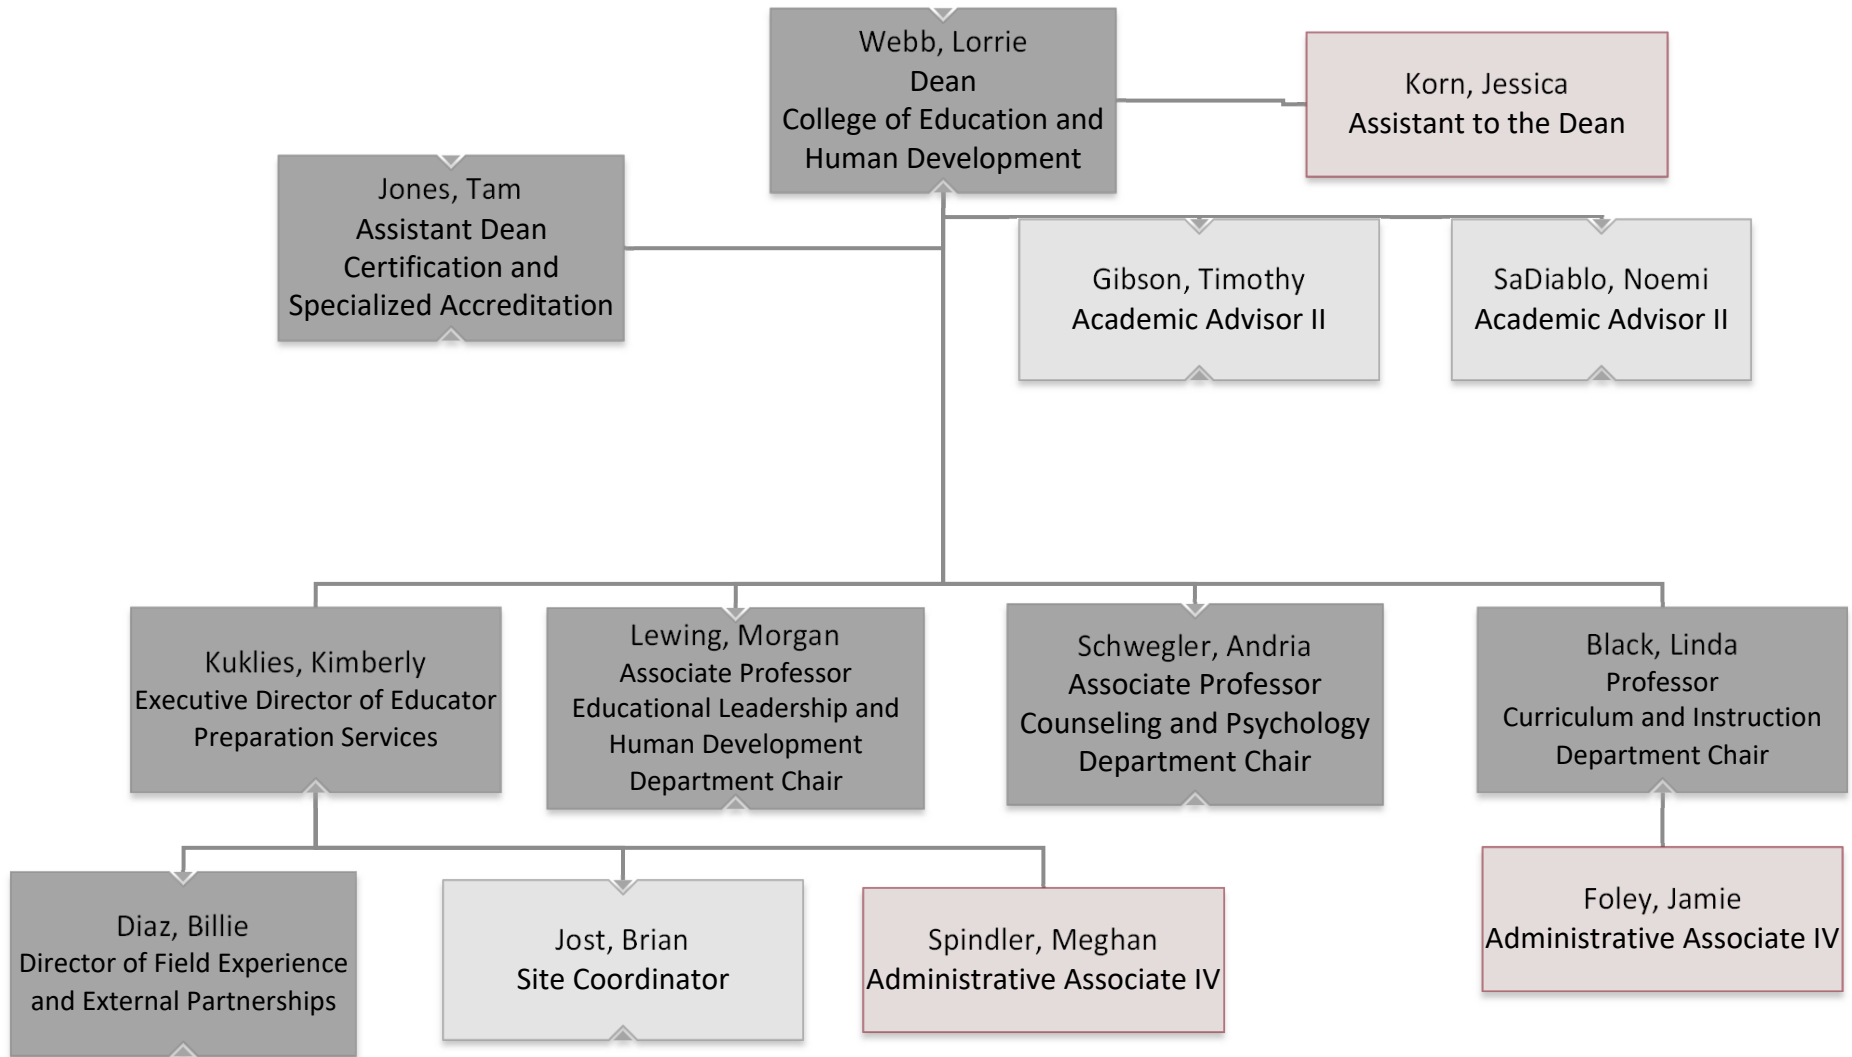 Webb, Lorrie
Dean
College of Education and
Human Development
Korn, Jessica
Assistant to the Dean
Jones, Tam
Assistant Dean
Certification and
Specialized Accreditation
Gibson, Timothy
Academic Advisor II
SaDiablo, Noemi
Academic Advisor II
Kuklies, Kimberly
Executive Director of Educator
Preparation Services
Lewing, Morgan
Associate Professor
Educational Leadership and
Human Development
Department Chair
Schwegler, Andria
Associate Professor
Counseling and Psychology
Department Chair
Black, Linda
Professor
Curriculum and Instruction
Department Chair
Diaz, Billie
Director of Field Experience
and External Partnerships
Jost, Brian
Site Coordinator
Spindler, Meghan
Administrative Associate IV
Foley, Jamie
Administrative Associate IV